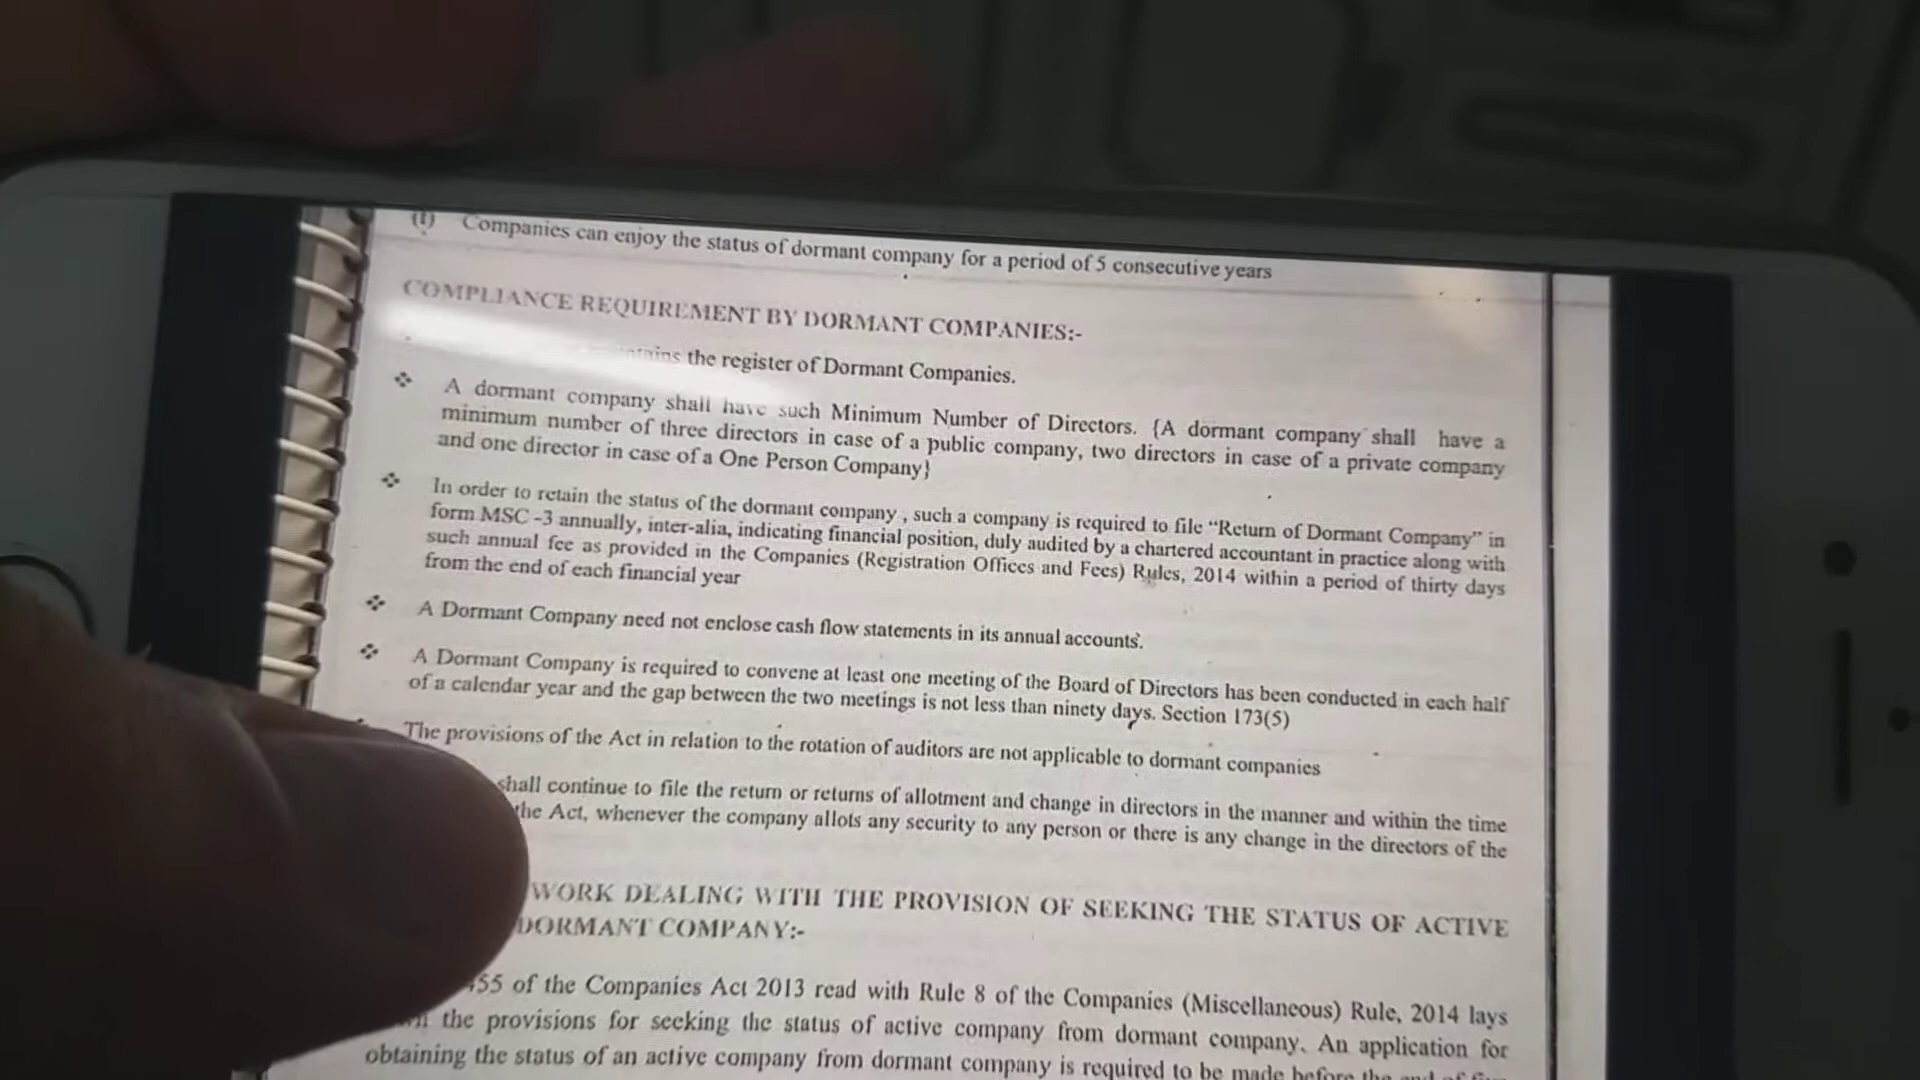 (f) Companies can enjoy the status of dormant company for a period of 5 consecutive years
COMPLIANCE REQUIREMENT BY DORMANT COMPANIES:-
the register of Dormant Companies.
❖ A dormant company shall have such Minimum Number of Directors. {A dormant company shall have a
minimum number of three directors in case of a public company, two directors in case of a private company
and one director in case of a One Person Company}
❖ In order to retain the status of the dormant company , such a company is required to file “Return of Dormant Company” in
form MSC -3 annually, inter-alia, indicating financial position, duly audited by a chartered accountant in practice along with
such annual fee as provided in the Companies (Registration Offices and Fees) Rules, 2014 within a period of thirty days
from the end of each financial year
❖ A Dormant Company need not enclose cash flow statements in its annual accounts.
❖ A Dormant Company is required to convene at least one meeting of the Board of Directors has been conducted in each half
of a calendar year and the gap between the two meetings is not less than ninety days. Section 173(5)
The provisions of the Act in relation to the rotation of auditors are not applicable to dormant companies
shall continue to file the return or returns of allotment and change in directors in the manner and within the time
the Act, whenever the company allots any security to any person or there is any change in the directors of the
WORK DEALING WITH THE PROVISION OF SEEKING THE STATUS OF ACTIVE
DORMANT COMPANY:-
455 of the Companies Act 2013 read with Rule 8 of the Companies (Miscellaneous) Rule, 2014 lays
the provisions for seeking the status of active company from dormant company. An application for
obtaining the status of an active company from dormant company is required to be made before the end of